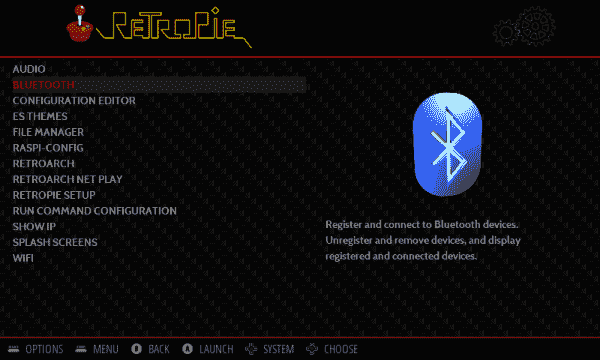 RETROPIE
AUDIO
BLUETOOTH
CONFIGURATION EDITOR
ES THEMES
FILE MANAGER
RASPI-CONFIG
RETROARCH
RETROARCH NET PLAY
RETROPIE SETUP
RUN COMMAND CONFIGURATION
SHOW IP
SPLASH SCREENS
WIFI
Register and connect to Bluetooth devices.
Unregister and remove devices, and display
registered and connected devices.
OPTIONS MENU B BACK A LAUNCH SYSTEM CHOOSE